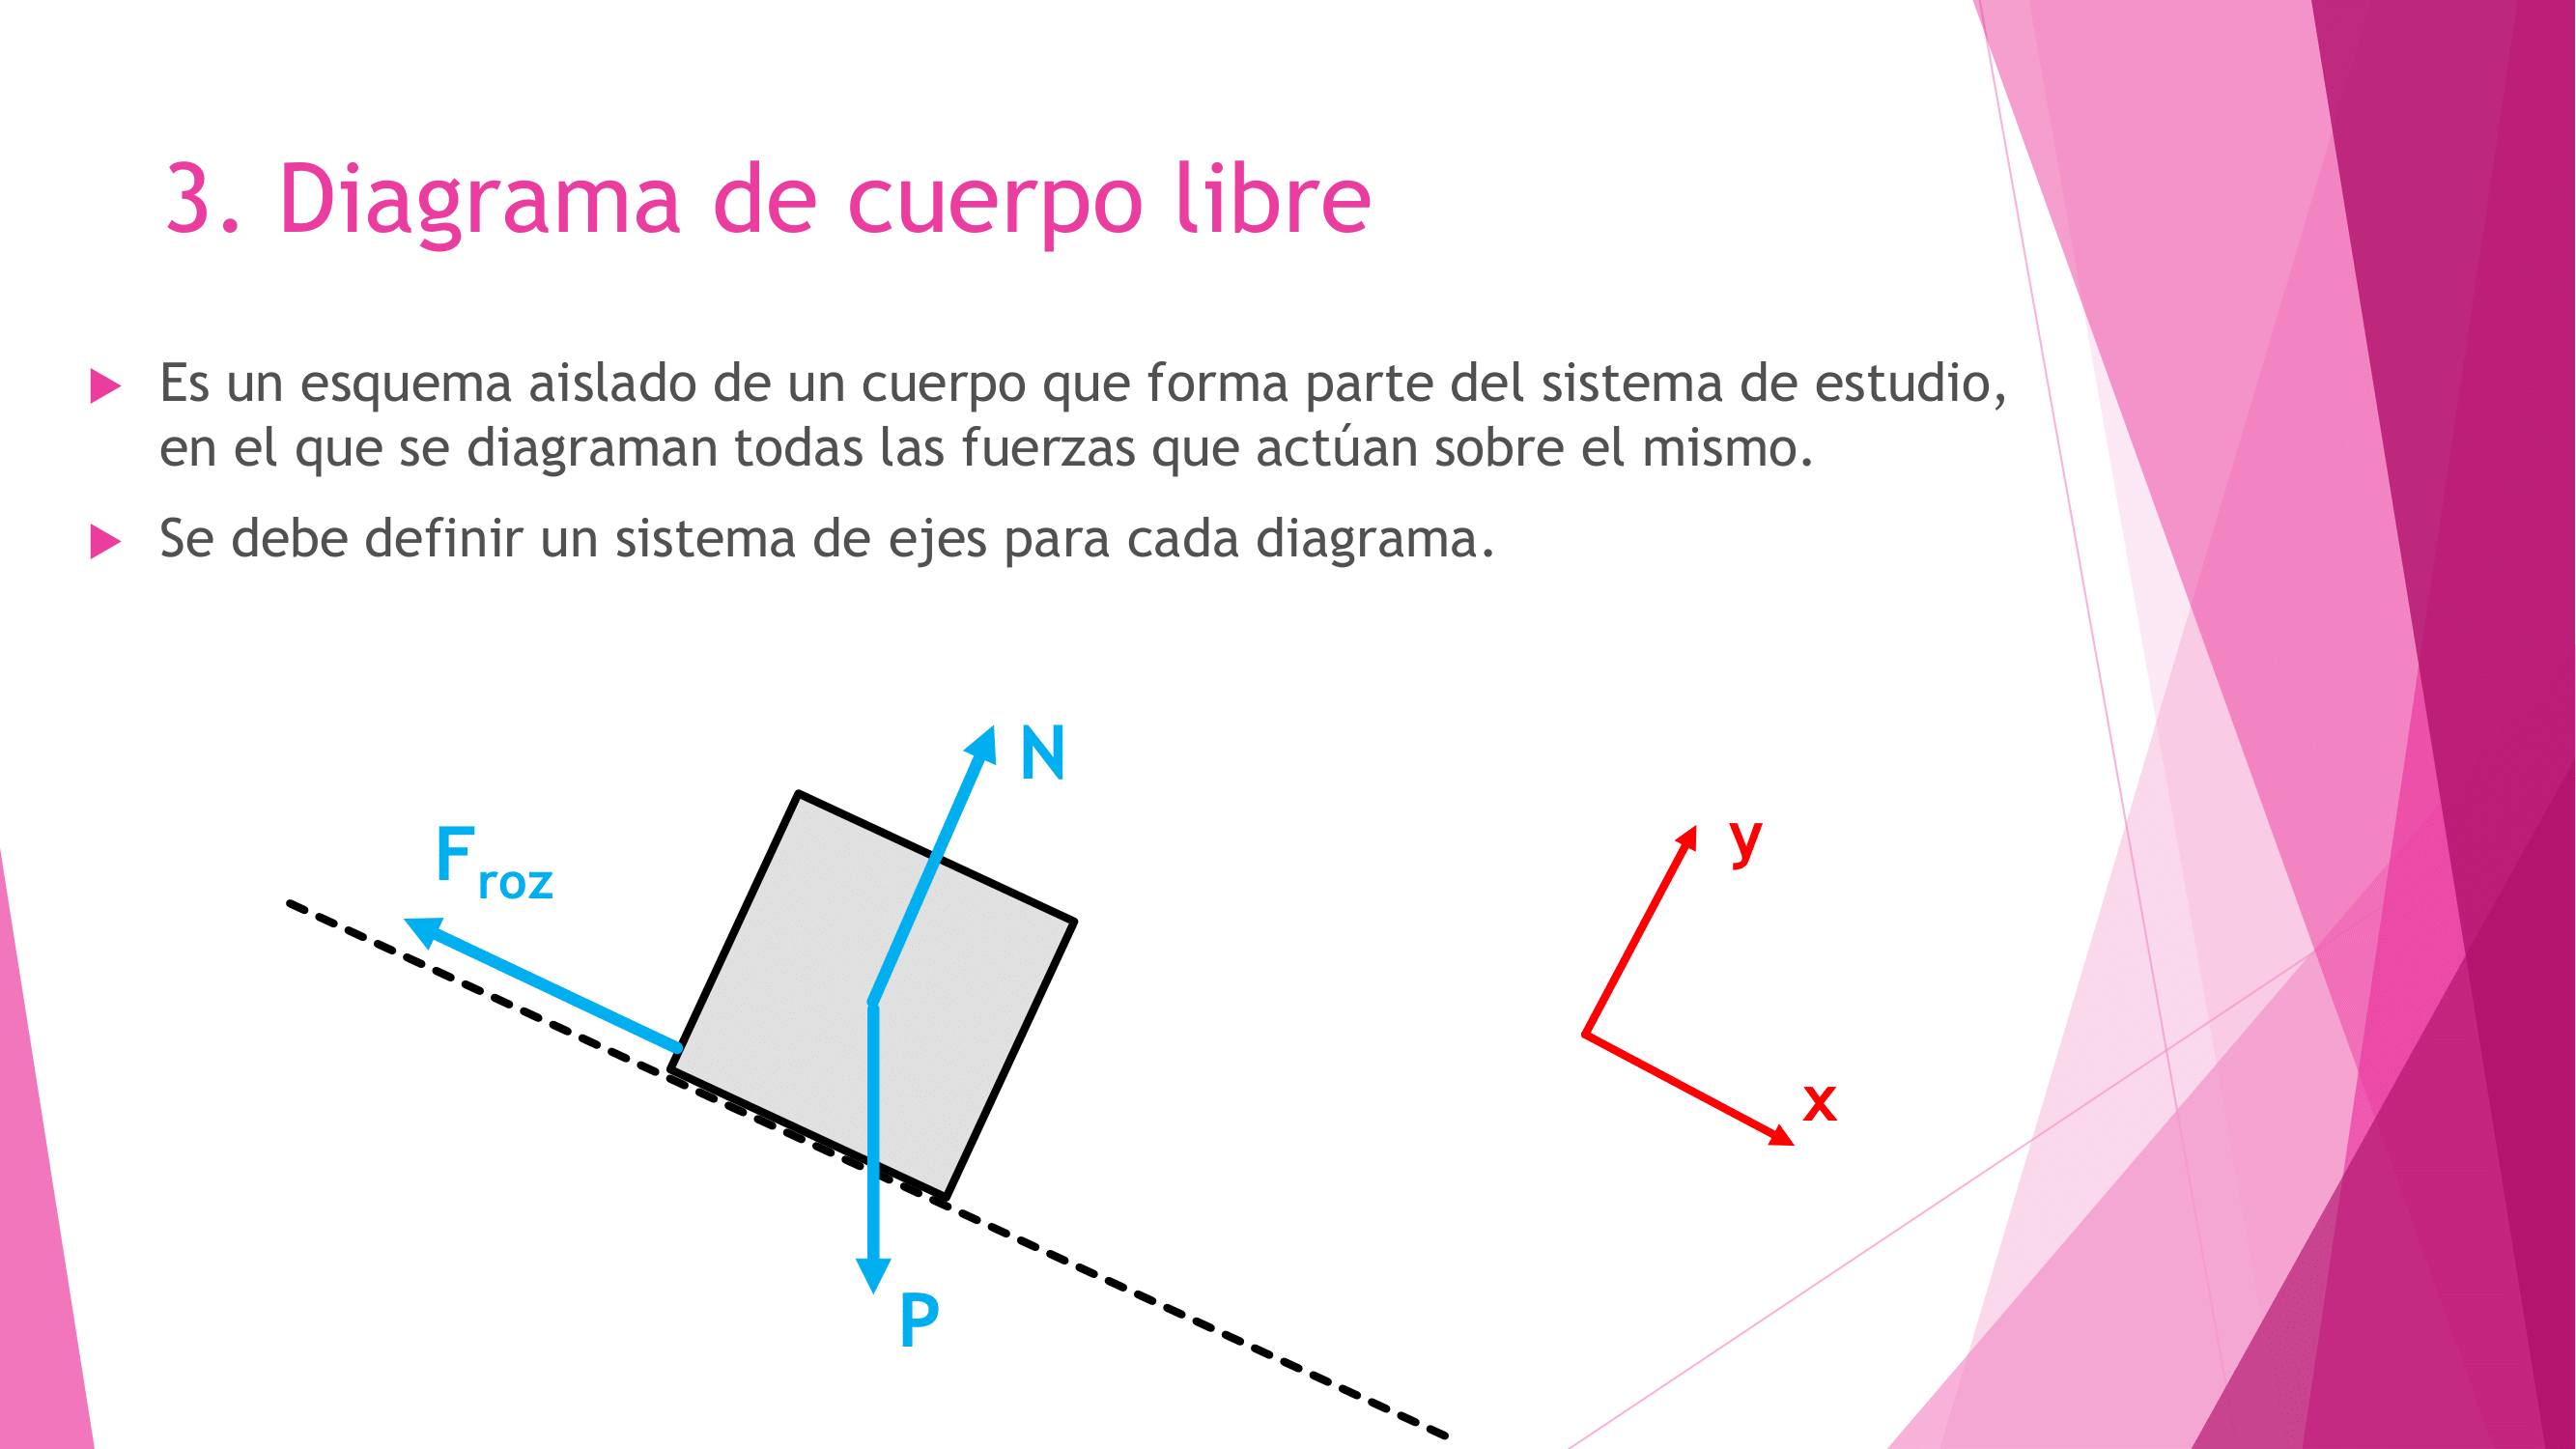 3. Diagrama de cuerpo libre
Es un esquema aislado de un cuerpo que forma parte del sistema de estudio,
en el que se diagraman todas las fuerzas que actúan sobre el mismo.
Se debe definir un sistema de ejes para cada diagrama.
N
F roz
y
x
P